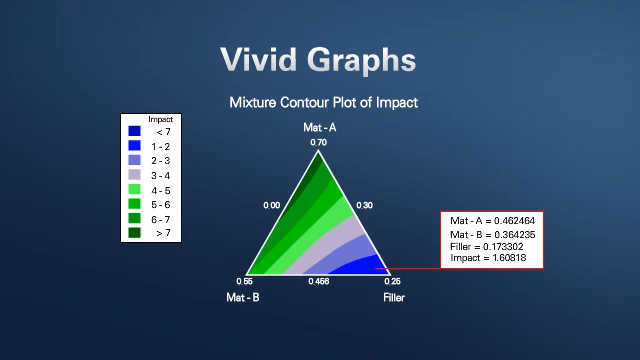 Vivid Graphs
Mixture Contour Plot of Impact
Impact
< 7
1 - 2
2 - 3
3 - 4
4 - 5
5 - 6
6 - 7
> 7
Mat - A
0.70
0.00
0.30
0.55
0.456
0.25
Mat - B
Filler
Mat - A = 0.462464
Mat - B = 0.364235
Filler = 0.173302
Impact = 1.60818